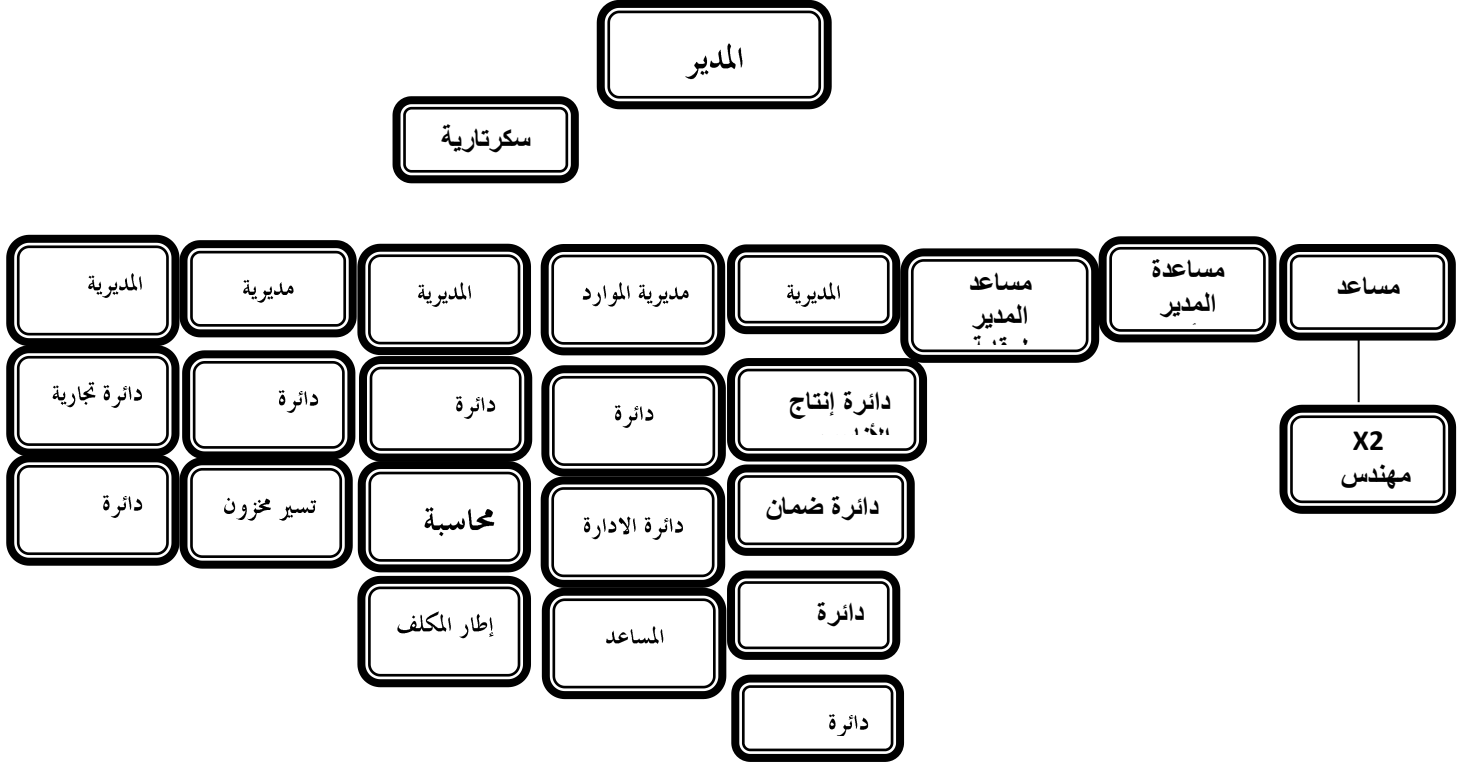 المدير
سكرتارية
مساعد
مساعدة
المدير
مساعد
المدير
المديرية
مديرية الموارد
المديرية
مديرية
المديرية
X2
مهندس
دائرة إنتاج
دائرة
دائرة
دائرة
دائرة تجارية
دائرة ضمان
دائرة الادارة
محاسبة
تسير مخزون
دائرة
دائرة
المساعد
إطار المكلف
دائرة